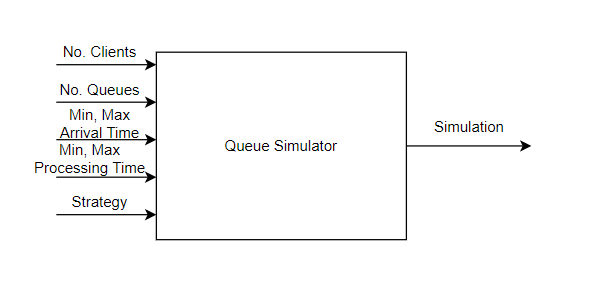 No. Clients
No. Queues
Min, Max
Arrival Time
Min, Max
Processing Time
Strategy
Queue Simulator
Simulation